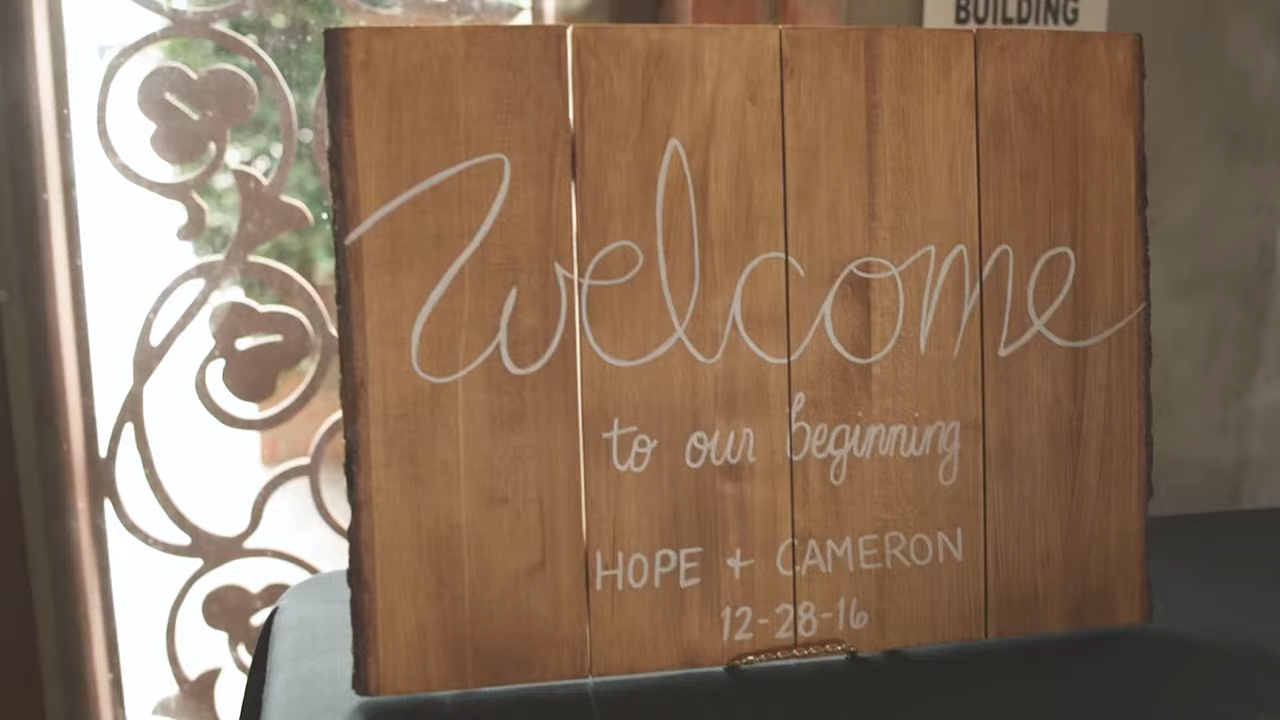 BUILDING
Welcome
to our beginning
HOPE + CAMERON
12-28-16